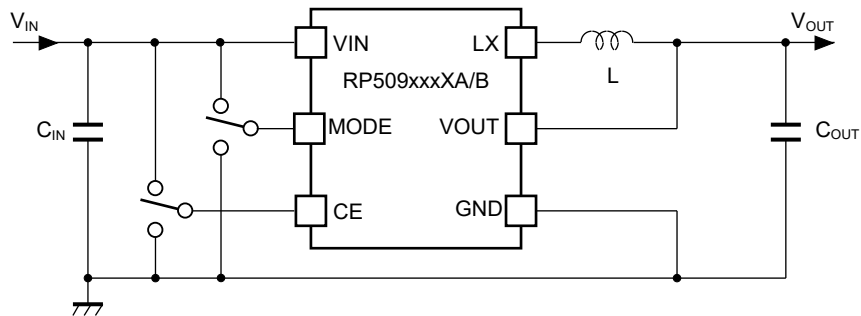 VIN
VOUT
VIN
LX
RP509xxxXA/B
L
CIN
MODE
VOUT
COUT
CE
GND